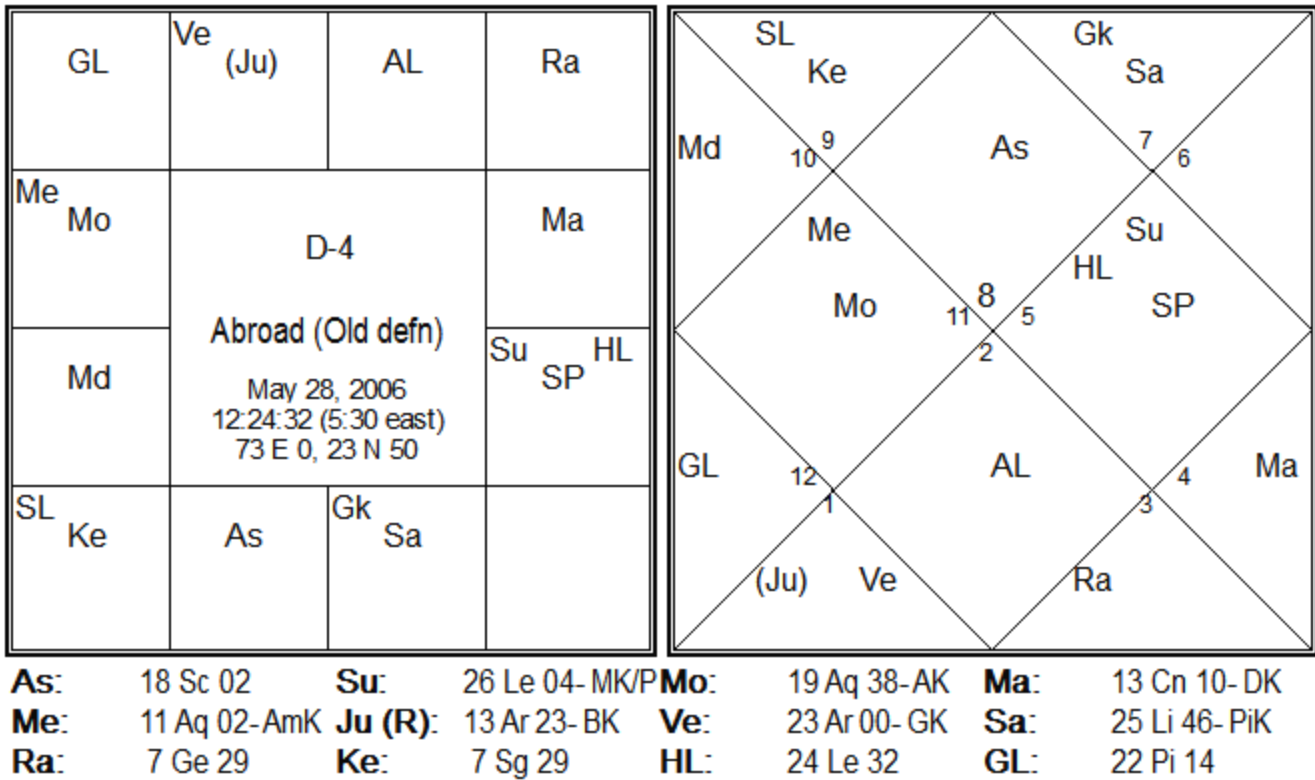 GL Ve (Ju) AL Ra
Me Mo Ma
D-4
Abroad (Old defn)
May 28, 2006
12:24:32 (5:30 east)
73 E 0, 23 N 50
Md Su HL SP
SL Ke As Gk Sa
SL Ke Gk Sa
Md 10 9 As 7 6
Me Su
HL
Mo 11 8 5 SP
2
GL 12 AL 4 Ma
1 3
(Ju) Ve Ra
As: 18 Sc 02 Su: 26 Le 04- MK/P Mo: 19 Aq 38- AK Ma: 13 Cn 10- DK
Me: 11 Aq 02- AmK Ju (R): 13 Ar 23- BK Ve: 23 Ar 00- GK Sa: 25 Li 46- PiK
Ra: 7 Ge 29 Ke: 7 Sg 29 HL: 24 Le 32 GL: 22 Pi 14